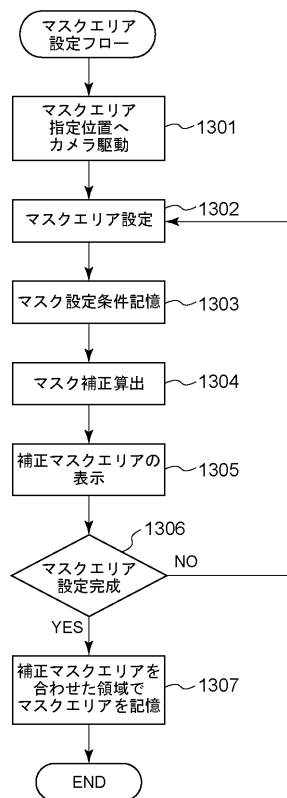 マスクエリア
設定フロー
マスクエリア
指定位置へ
カメラ駆動
1301
マスクエリア設定
1302
マスク設定条件記憶
1303
マスク補正算出
1304
補正マスクエリアの
表示
1305
1306
マスクエリア
設定完成
NO
YES
補正マスクエリアを
合わせた領域で
マスクエリアを記憶
1307
END